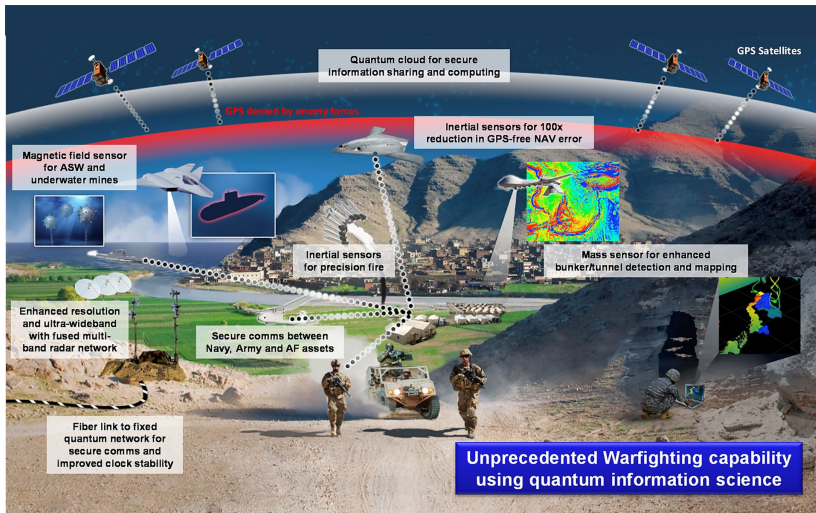 GPS Satellites
Quantum cloud for secure
information sharing and computing
GPS denied by enemy forces
Inertial sensors for 100x
reduction in GPS-free NAV error
Magnetic field sensor
for ASW and
underwater mines
Inertial sensors
for precision fire
Mass sensor for enhanced
bunker/tunnel detection and mapping
Enhanced resolution
and ultra-wideband
with fused multi-
band radar network
Secure comms between
Navy, Army and AF assets
Fiber link to fixed
quantum network for
secure comms and
improved clock stability
Unprecedented Warfighting capability
using quantum information science